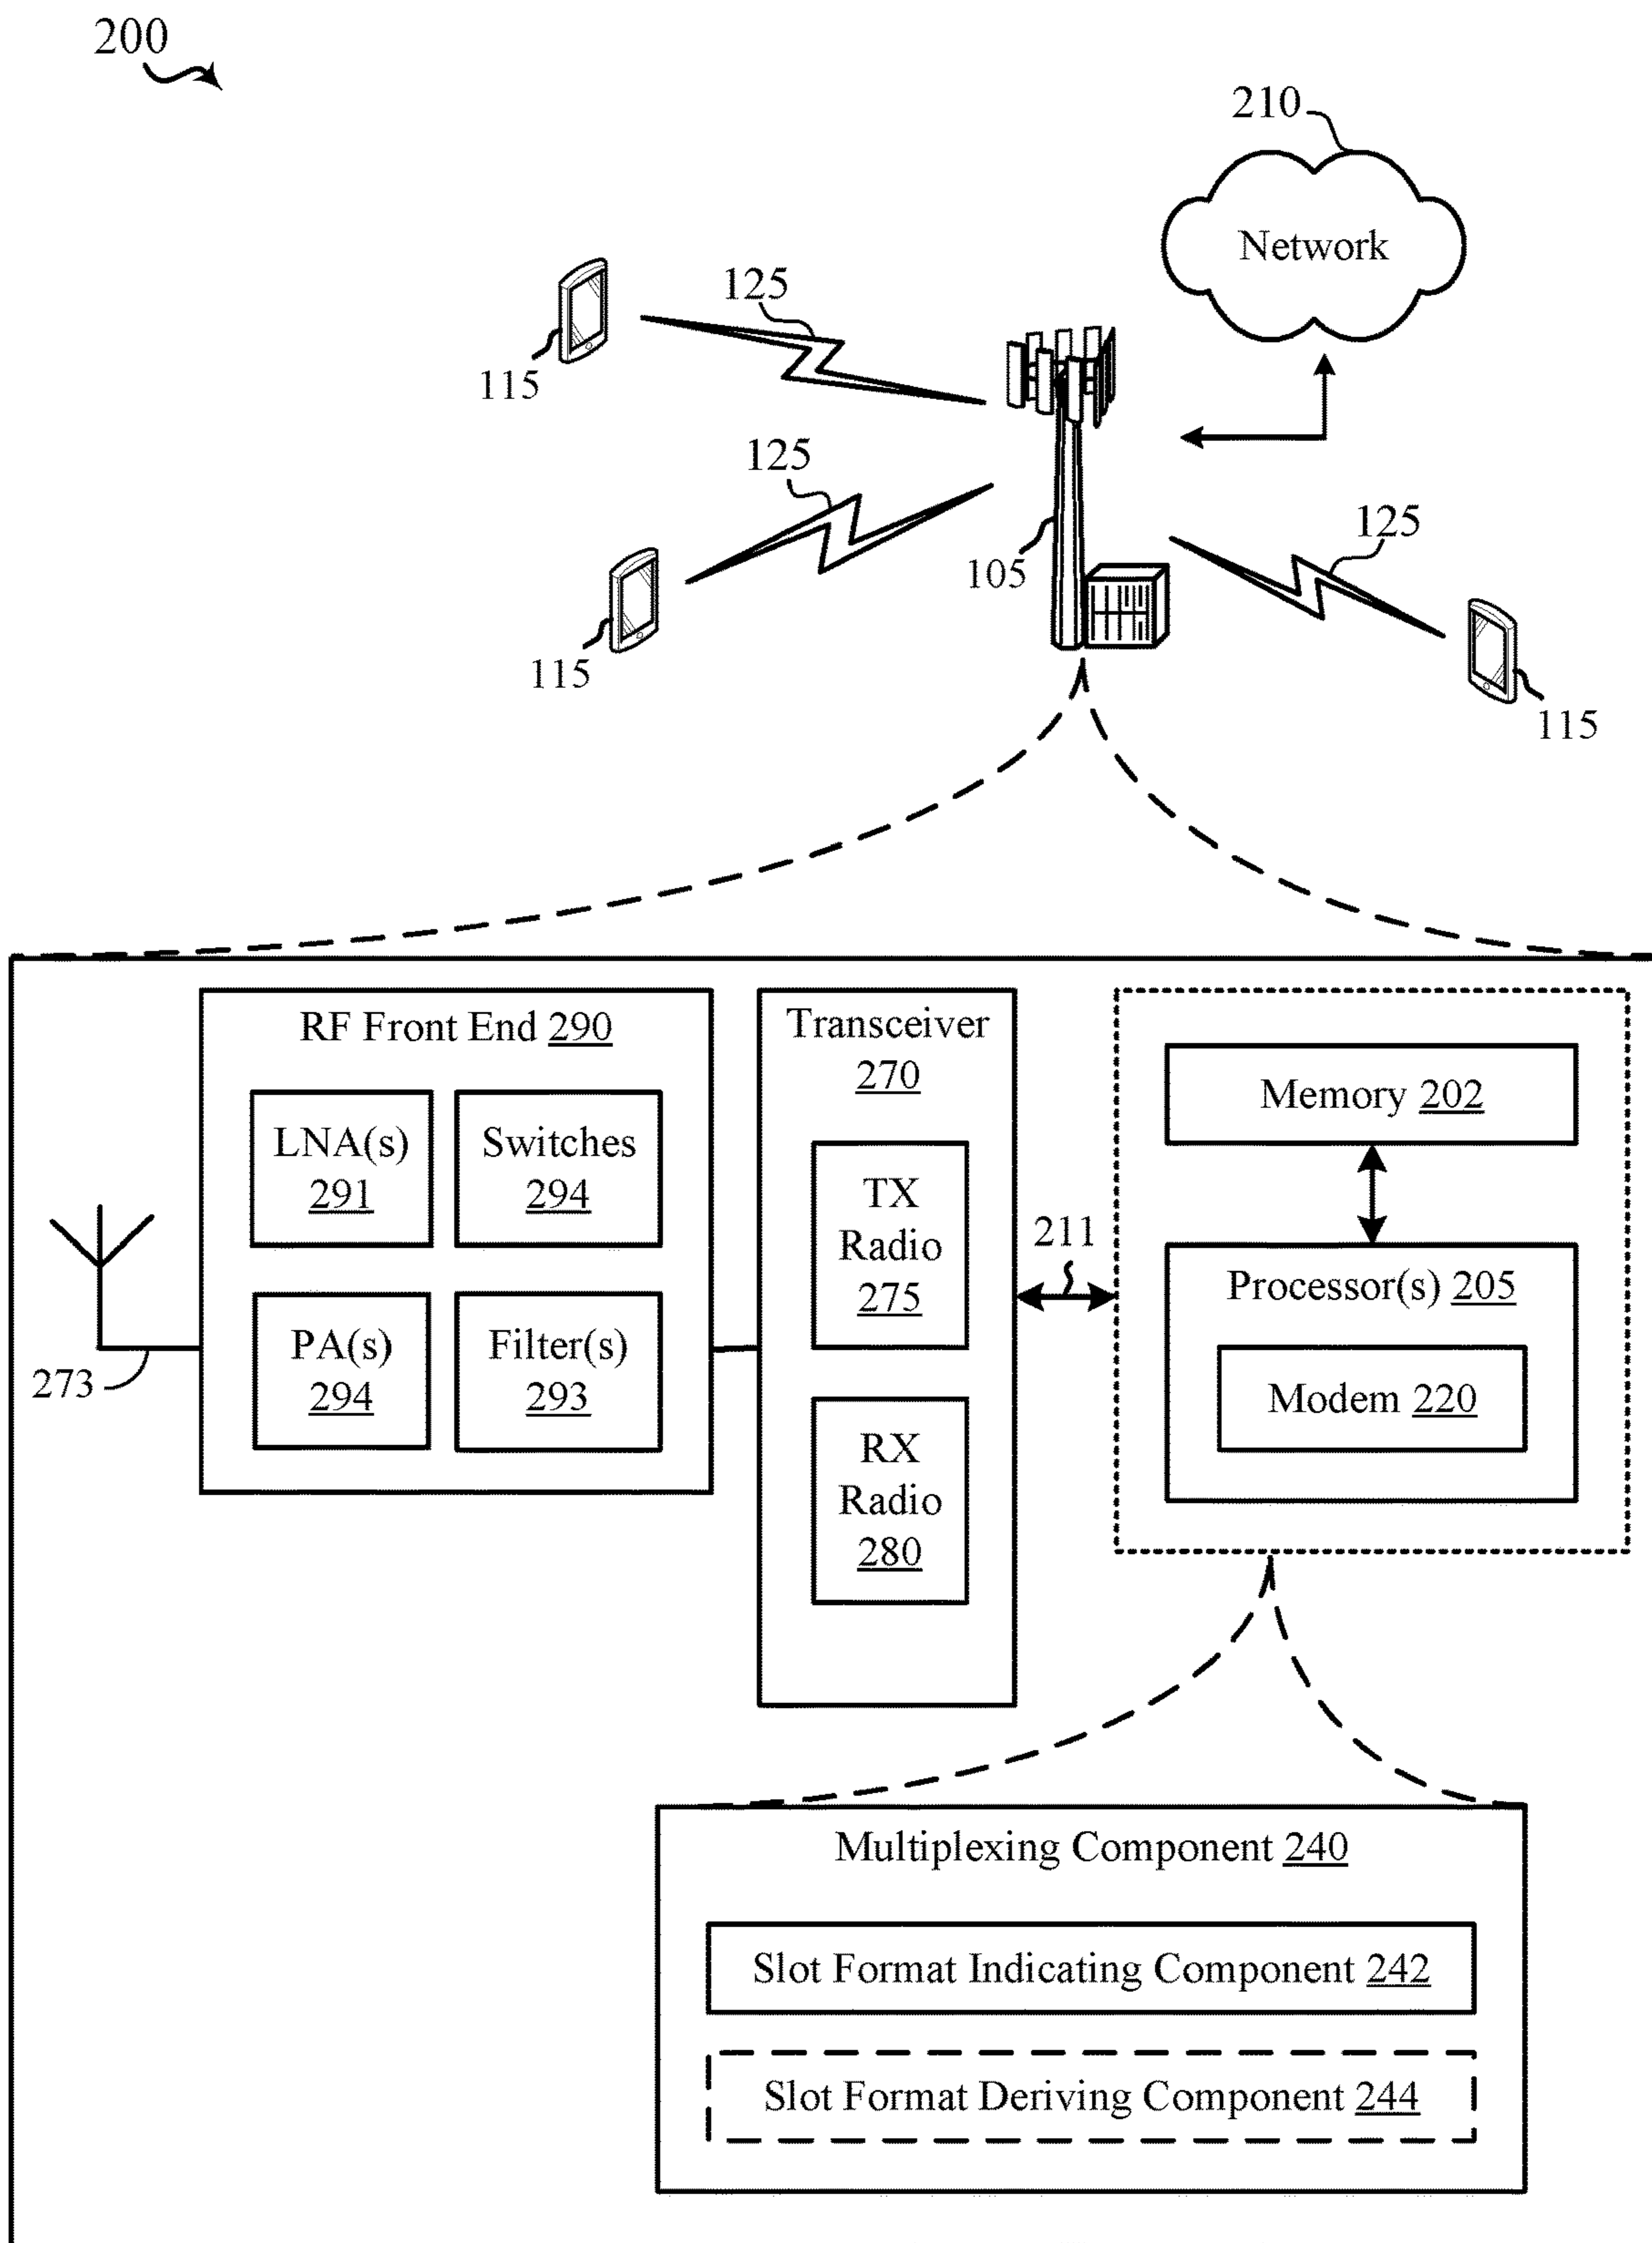 200
210
Network
125
115
125
105
125
115
115
RF Front End 290
LNA(s)
291
Switches
294
PA(s)
294
Filter(s)
293
273
Transceiver
270
TX
Radio
275
RX
Radio
280
211
Memory 202
Processor(s) 205
Modem 220
Multiplexing Component 240
Slot Format Indicating Component 242
Slot Format Deriving Component 244